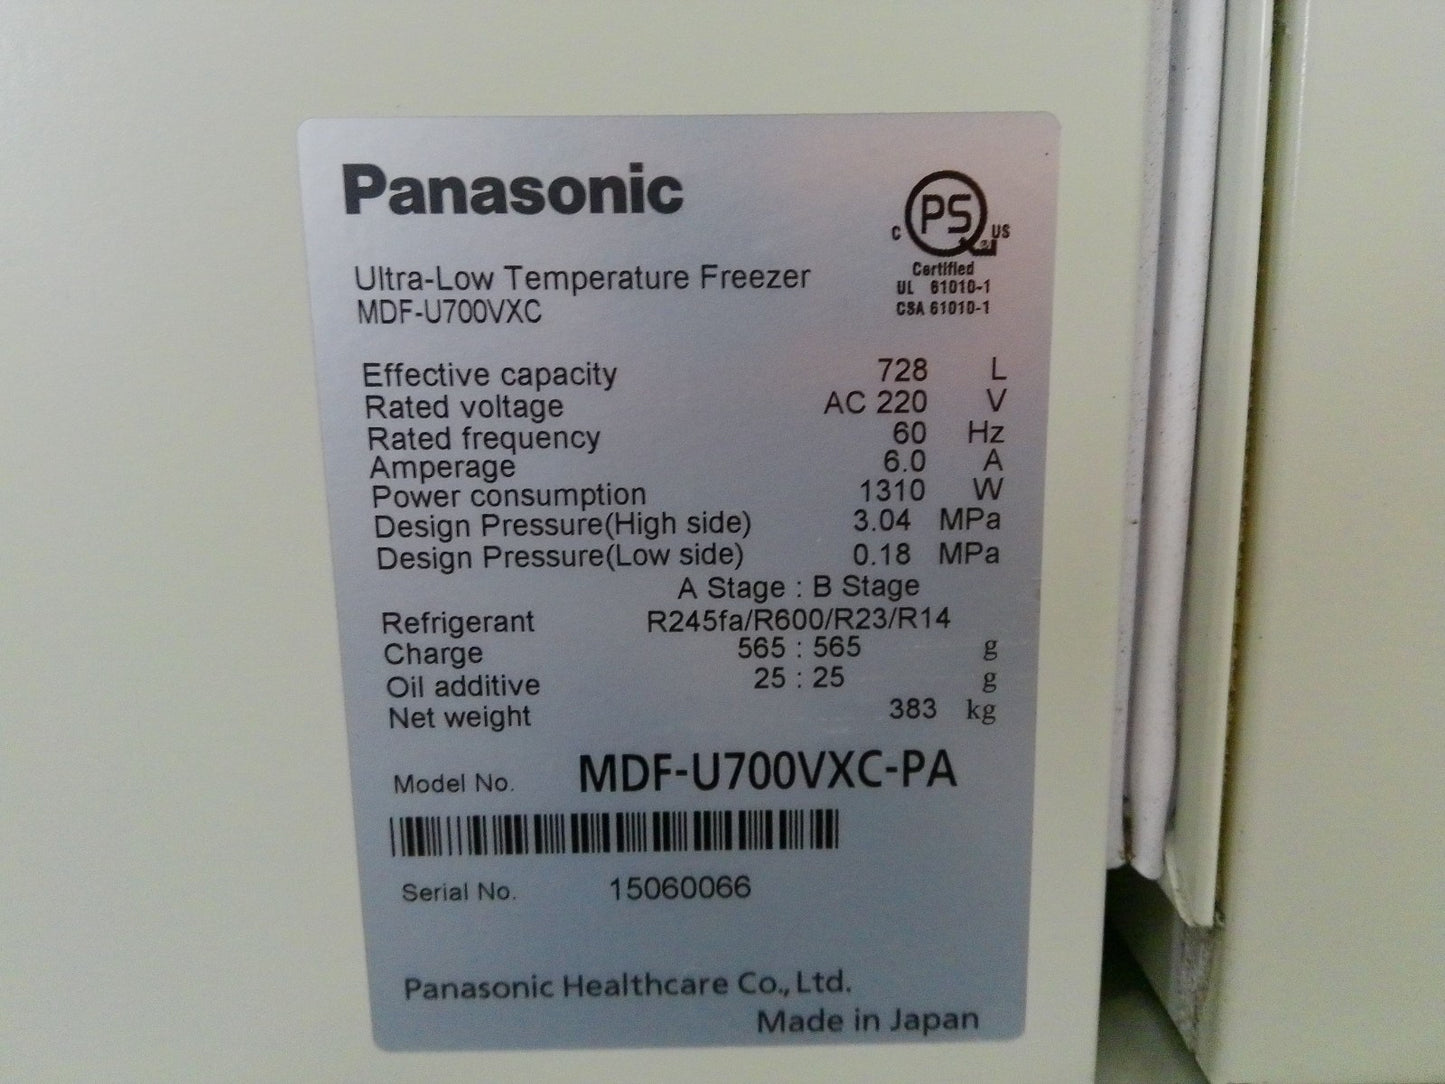 Panasonic
PS
C US
Certified
UL 61010-1
CSA 61010-1
Ultra-Low Temperature Freezer
MDF-U700VXC
Effective capacity 728 L
Rated voltage AC 220 V
Rated frequency 60 Hz
Amperage 6.0 A
Power consumption 1310 W
Design Pressure(High side) 3.04 MPa
Design Pressure(Low side) 0.18 MPa
A Stage : B Stage
Refrigerant R245fa/R600/R23/R14
Charge 565 : 565 g
Oil additive 25 : 25 g
Net weight 383 kg
Model No. MDF-U700VXC-PA
Serial No. 15060066
Panasonic Healthcare Co., Ltd.
Made in Japan